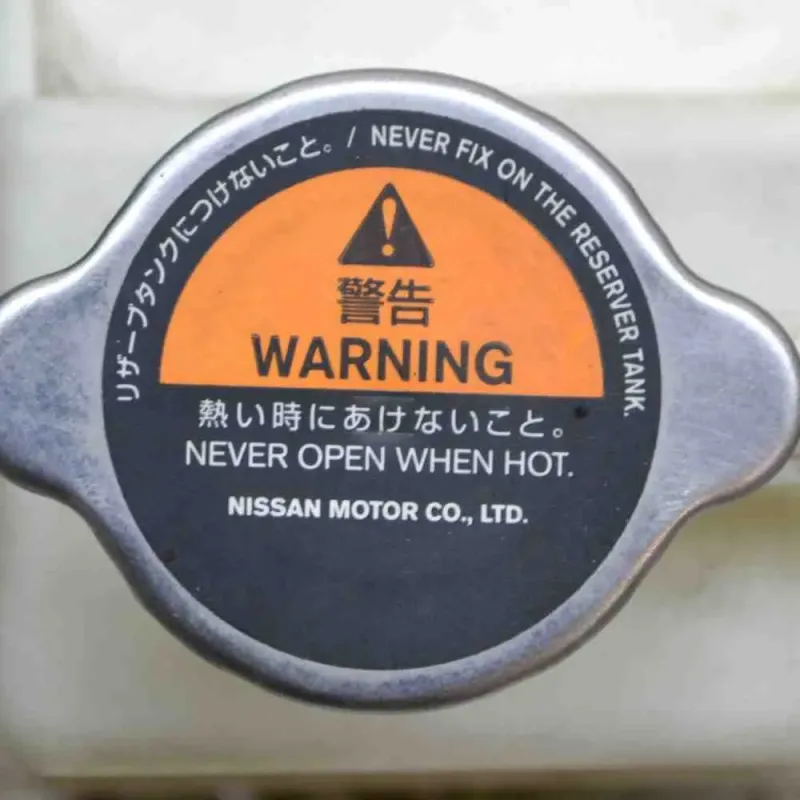 リザーブタンクにつけないこと。/ NEVER FIX ON THE RESERVER TANK.
警告
WARNING
熱い時にあけないこと。
NEVER OPEN WHEN HOT.
NISSAN MOTOR CO., LTD.